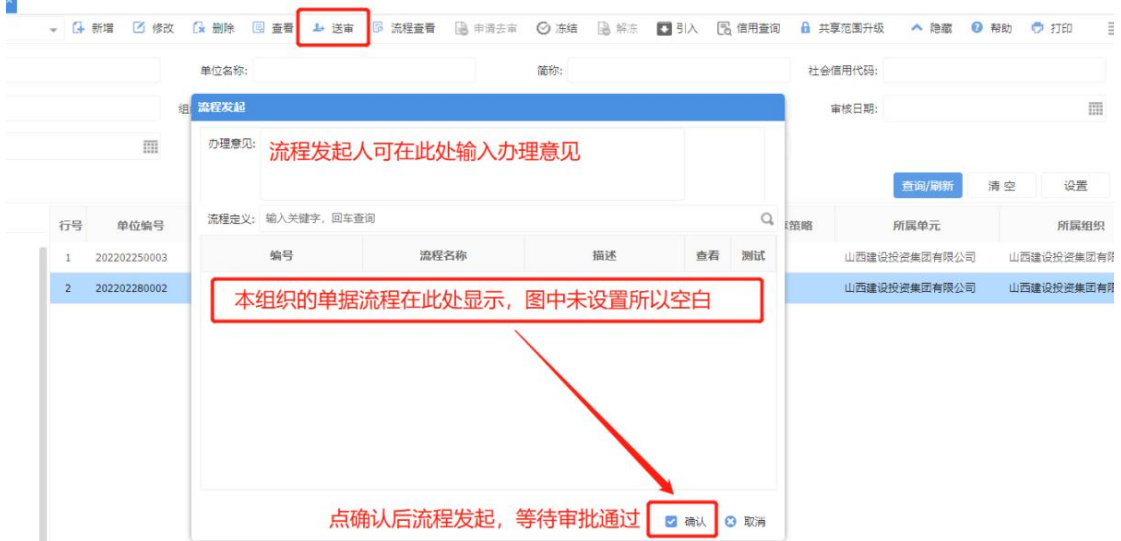 新增 修改 删除 查看 送审 流程查看 申请去审 冻结 解冻 引入 信用查询 共享范围升级 隐藏 帮助 打印
单位名称: 简称: 社会信用代码:
组 审核日期:
流程发起
办理意见: 流程发起人可在此处输入办理意见
查询/刷新 清空 设置
流程定义: 输入关键字，回车查询
行号 单位编号 策略 所属单元 所属组织
编号 流程名称 描述 查看 测试
1 202202250003 山西建设投资集团有限公司 山西建设投资集团有限
2 202202280002 山西建设投资集团有限公司 山西建设投资集团有限
本组织的单据流程在此处显示，图中未设置所以空白
点确认后流程发起，等待审批通过 确认 取消